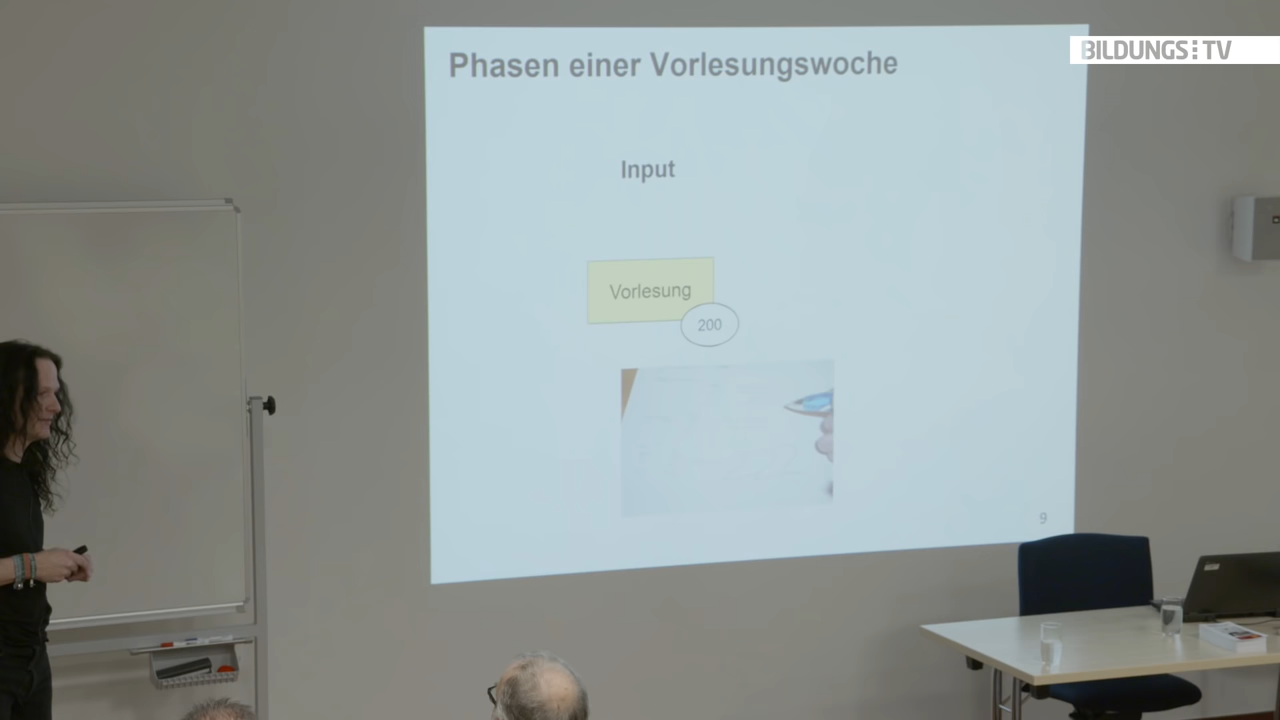 BILDUNGS:TV
Phasen einer Vorlesungswoche
Input
Vorlesung
200
9